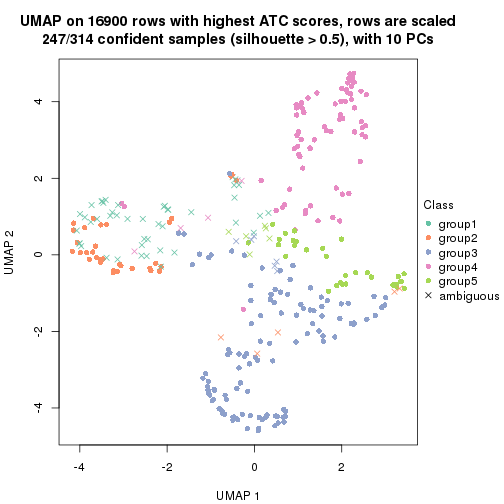 UMAP on 16900 rows with highest ATC scores, rows are scaled
247/314 confident samples (silhouette > 0.5), with 10 PCs
4
2
0
-2
-4
UMAP 2
-4
-2
0
2
UMAP 1
Class
group1
group2
group3
group4
group5
ambiguous